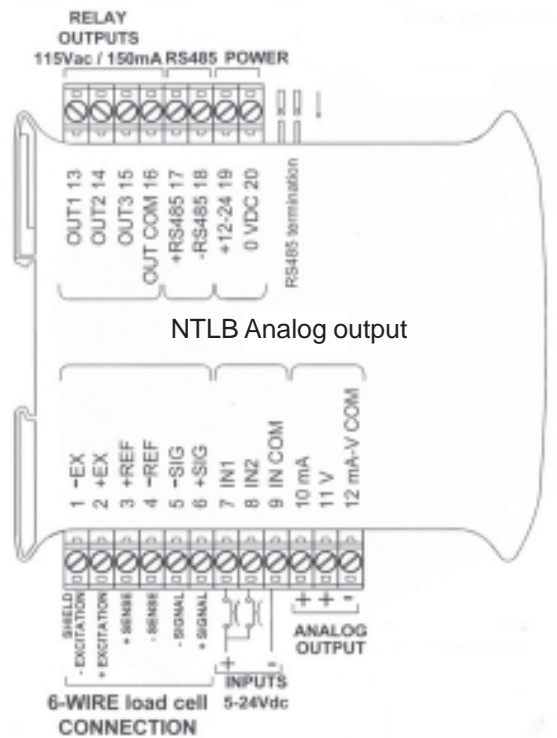 RELAY
OUTPUTS
115Vac / 150mA RS485 POWER
OUT1 13
OUT2 14
OUT3 15
OUT COM 16
+RS485 17
-RS485 18
+12-24 19
0 VDC 20
RS485 termination
NTLB Analog output
1 -EX
2 +EX
3 +REF
4 -REF
5 -SIG
6 +SIG
7 IN1
8 IN2
9 IN COM
10 mA
11 V
12 mA-V COM
SHIELD
- EXCITATION
+ EXCITATION
+ SENSE
- SENSE
- SIGNAL
+ SIGNAL
+ -
+ + -
ANALOG
OUTPUT
INPUTS
5-24Vdc
6-WIRE load cell
CONNECTION